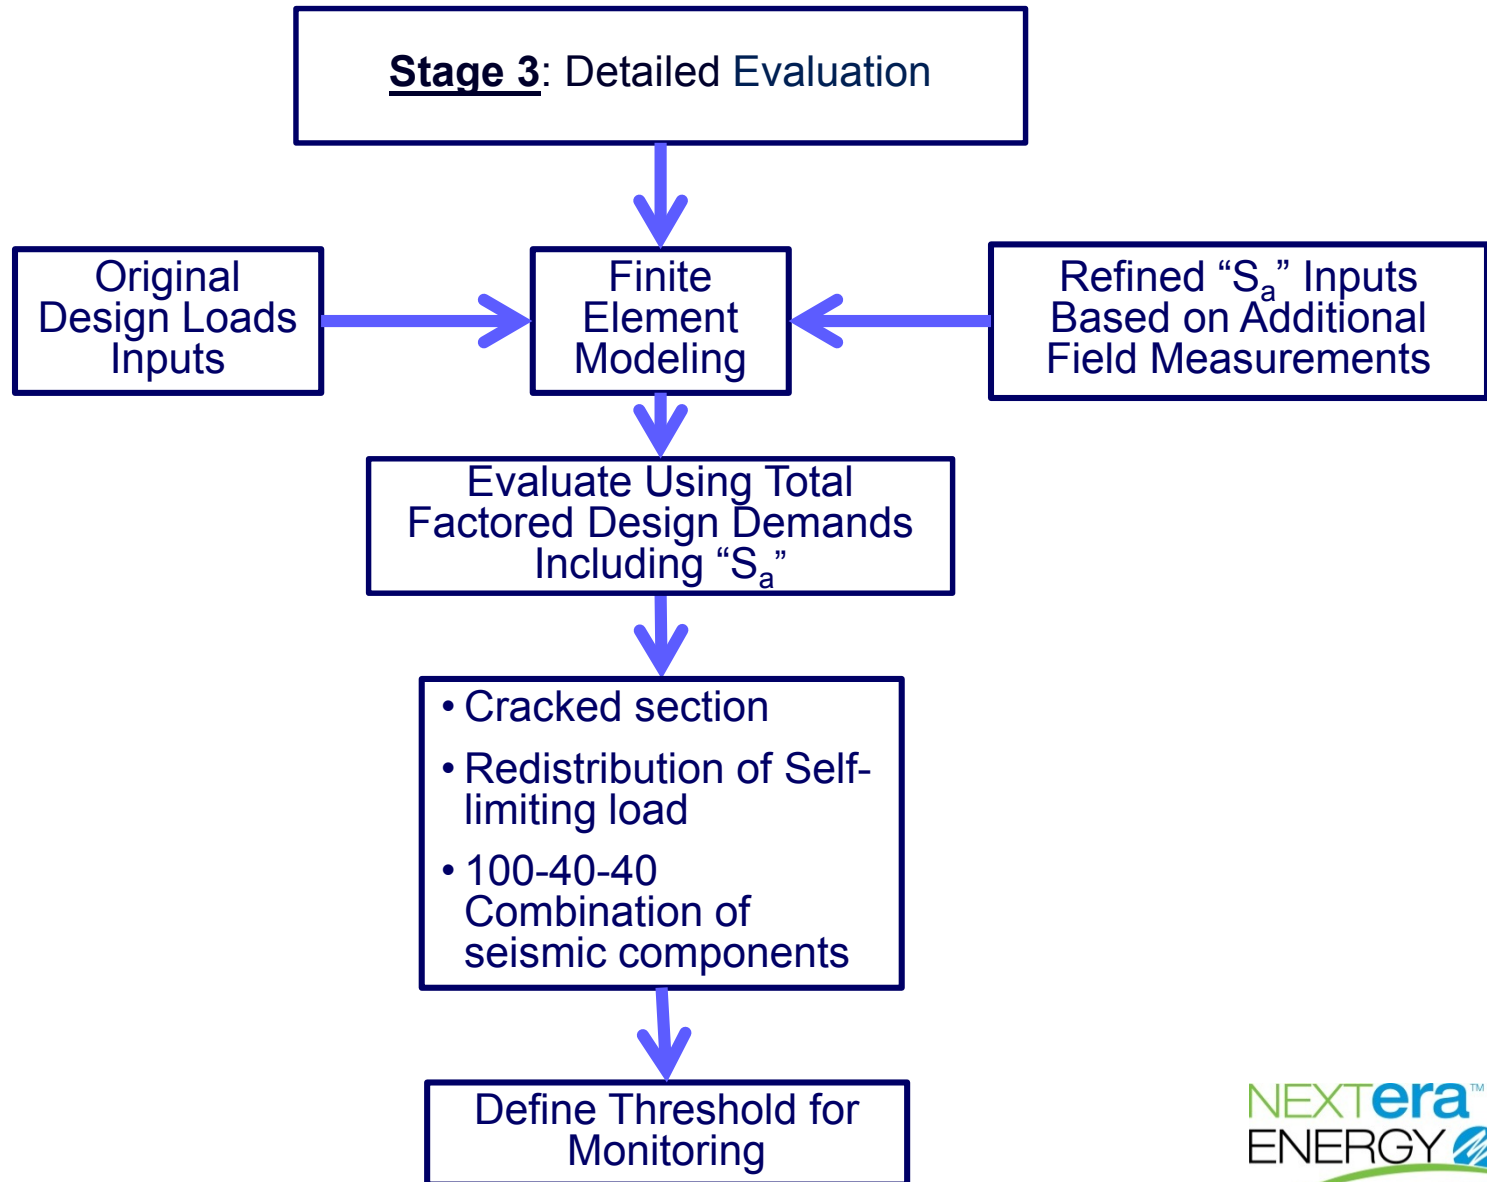 Stage 3: Detailed Evaluation
Original
Design Loads
Inputs
Finite
Element
Modeling
Refined “Sa” Inputs
Based on Additional
Field Measurements
Evaluate Using Total
Factored Design Demands
Including “Sa”
• Cracked section
• Redistribution of Self-
limiting load
• 100-40-40
Combination of
seismic components
Define Threshold for
Monitoring
NEXTera™
ENERGY